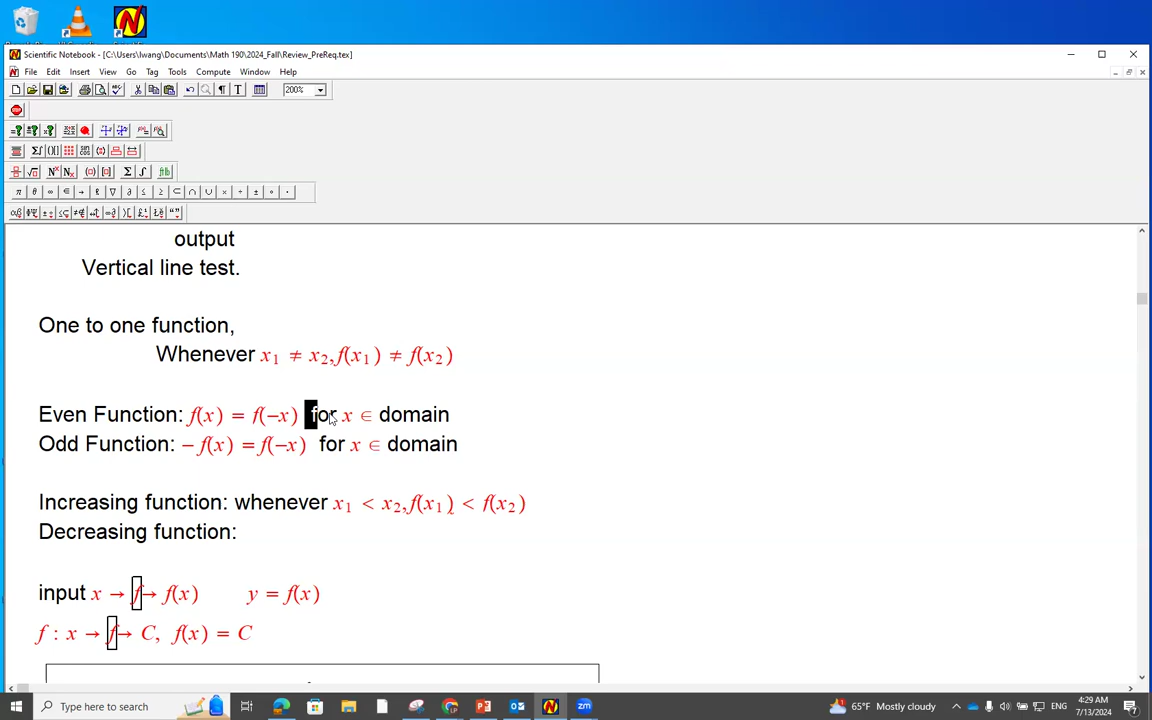 Scientific Notebook - [C:\Users\lwang\Documents\Math 190\2024_Fall\Review_PreReq.tex]
File Edit Insert View Go Tag Tools Compute Window Help
200%
output
Vertical line test.
One to one function,
Whenever x₁ ≠ x₂, f(x₁) ≠ f(x₂)
Even Function: f(x) = f(−x) for x ∈ domain
Odd Function: − f(x) = f(−x) for x ∈ domain
Increasing function: whenever x₁ < x₂, f(x₁) < f(x₂)
Decreasing function:
input x → f → f(x) y = f(x)
f : x → f → C, f(x) = C
Type here to search
65°F Mostly cloudy
ENG
4:29 AM
7/13/2024